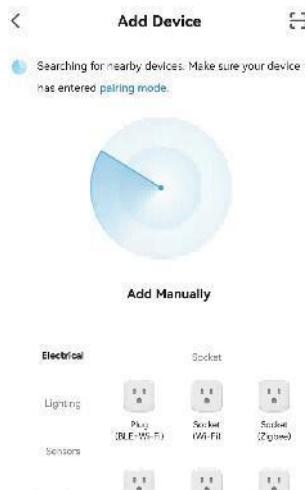 Add Device
Searching for nearby devices. Make sure your device
has entered pairing mode.
Add Manually
Electrical
Socket
Lighting
Plug
(BLE+Wi-Fi)
Socket
(Wi-Fi)
Socket
(Zigbee)
Sensors